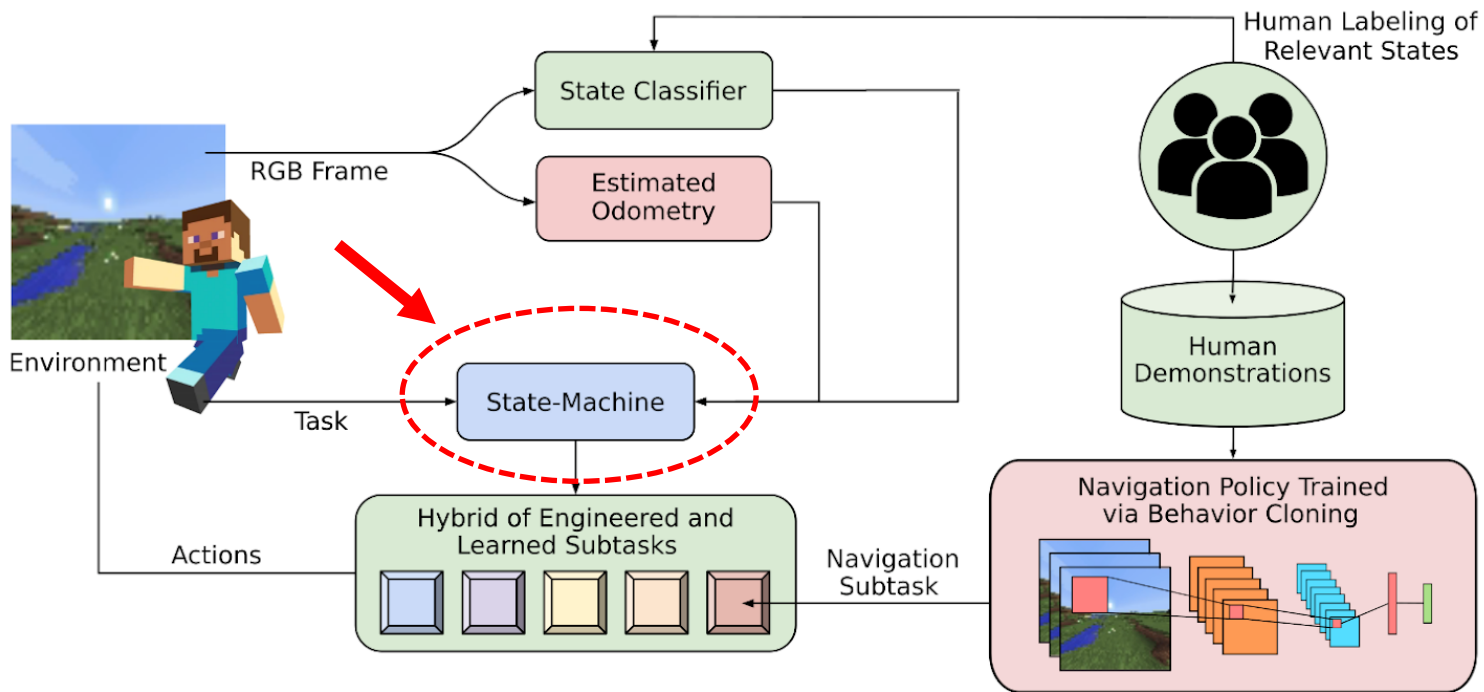 Human Labeling of
Relevant States
State Classifier
RGB Frame
Estimated
Odometry
Environment
Task
State-Machine
Human
Demonstrations
Hybrid of Engineered and
Learned Subtasks
Actions
Navigation
Subtask
Navigation Policy Trained
via Behavior Cloning